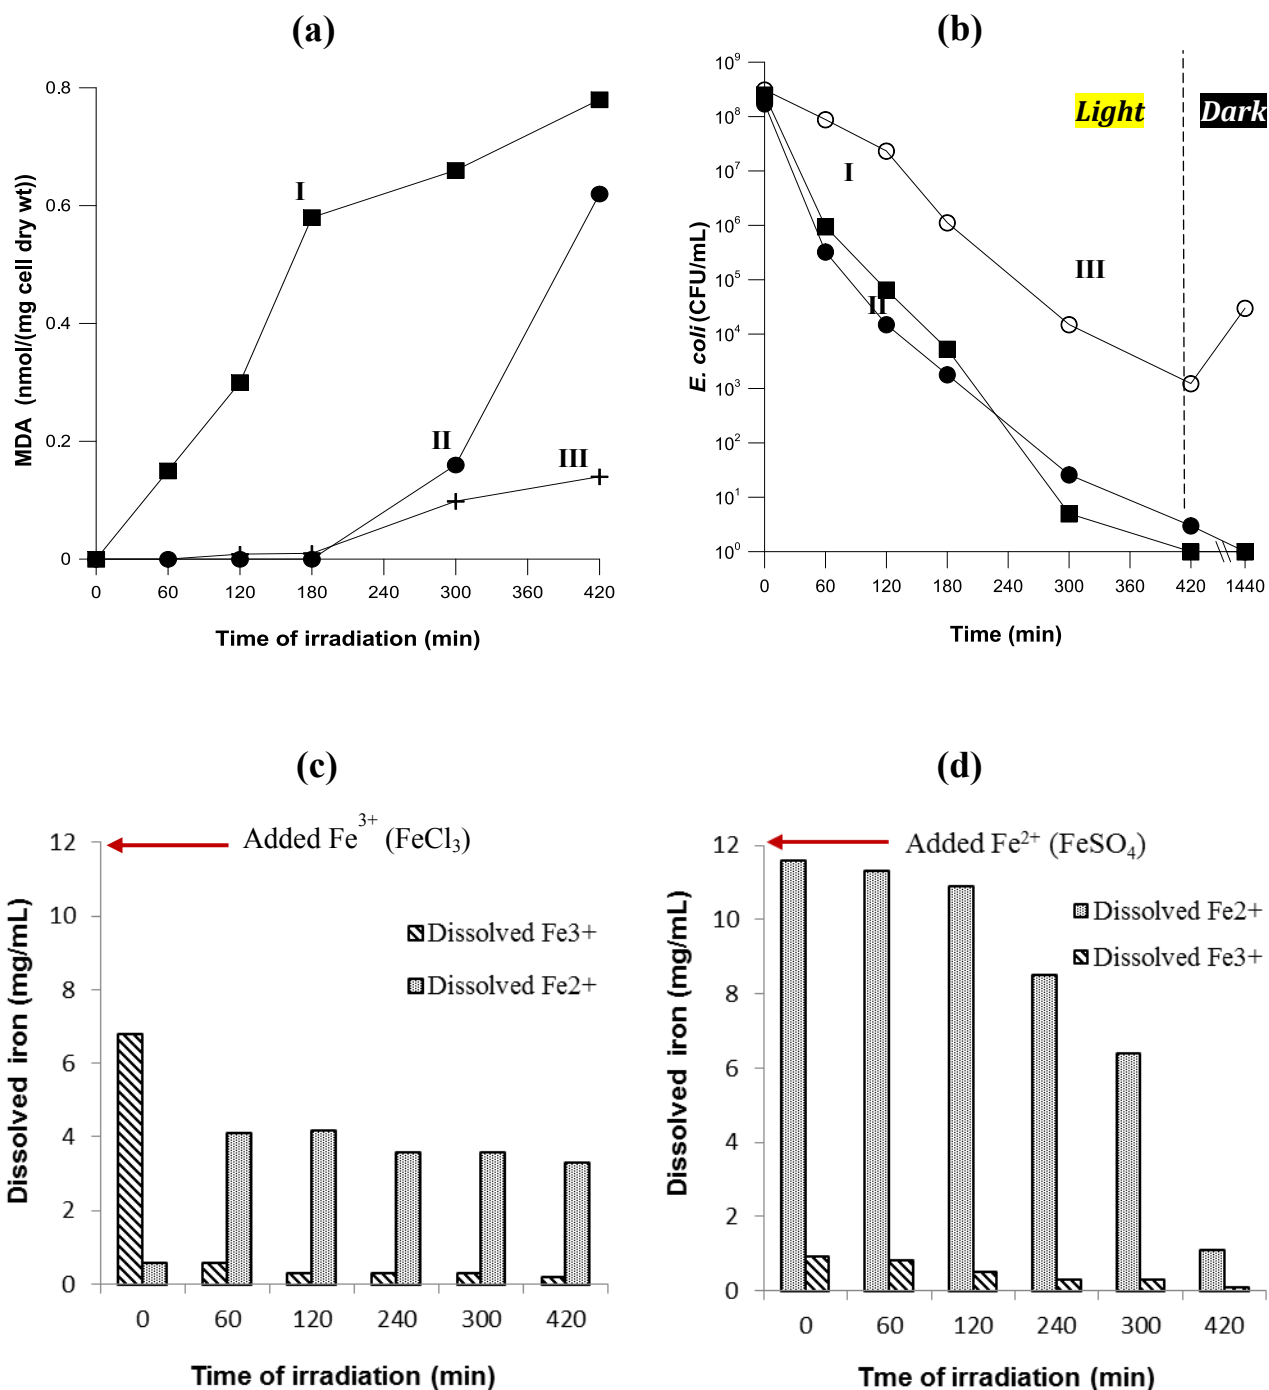 (a)
0.8
0.6
0.4
0.2
0
MDA (nmol/(mg cell dry wt))
I
II
III
0 60 120 180 240 300 360 420
Time of irradiation (min)
(b)
10⁹
10⁸
10⁷
10⁶
10⁵
10⁴
10³
10²
10¹
10⁰
E. coli (CFU/mL)
Light Dark
I
II
III
0 60 120 180 240 300 360 420 1440
Time (min)
(c)
Added Fe³⁺ (FeCl₃)
12
10
8
6
4
2
0
Dissolved iron (mg/mL)
Dissolved Fe3+
Dissolved Fe2+
0 60 120 240 300 420
Time of irradiation (min)
(d)
Added Fe²⁺ (FeSO₄)
12
10
8
6
4
2
0
Dissolved iron (mg/mL)
Dissolved Fe2+
Dissolved Fe3+
0 60 120 240 300 420
Tme of irradiation (min)